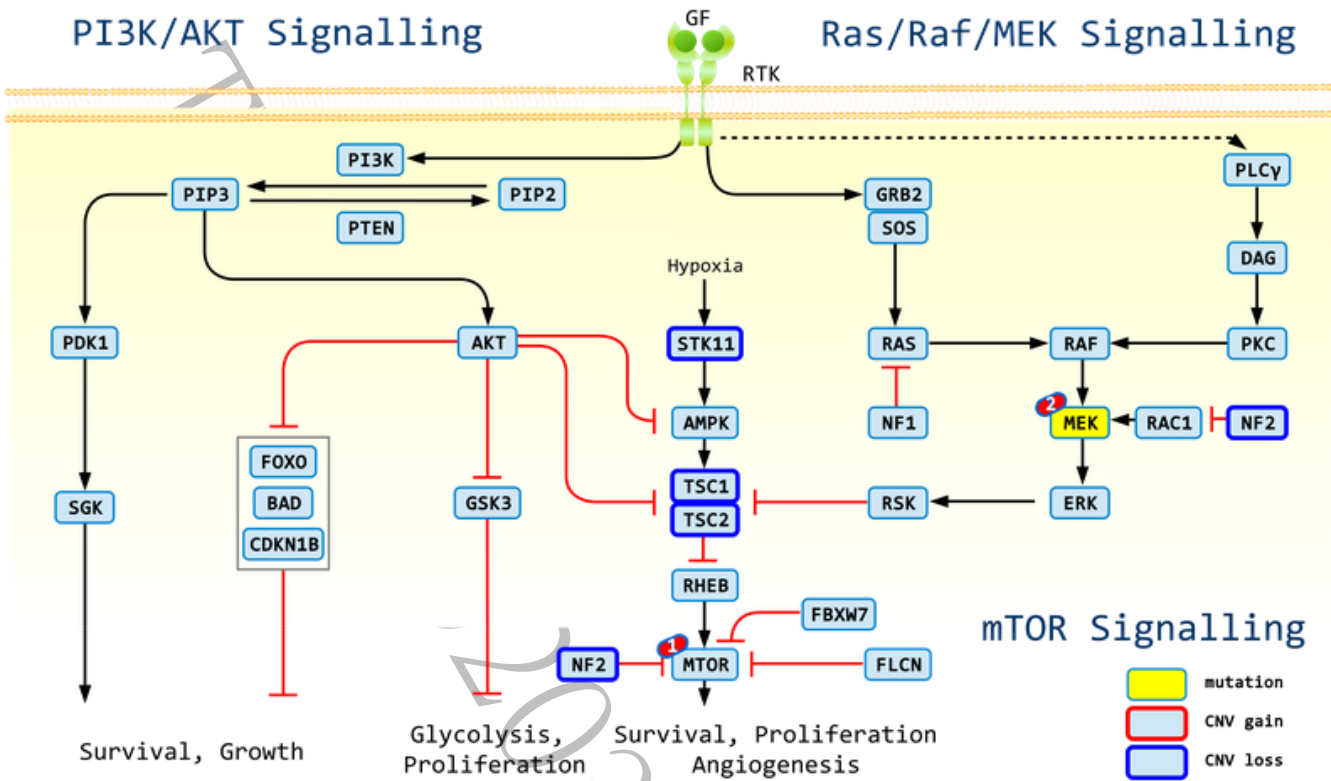 PI3K/AKT Signalling
GF
Ras/Raf/MEK Signalling
RTK
PI3K
PLCγ
PIP3
PIP2
GRB2
PTEN
SOS
DAG
Hypoxia
PDK1
AKT
STK11
RAS
RAF
PKC
2
AMPK
NF1
MEK
RAC1
NF2
FOXO
BAD
CDKN1B
SGK
GSK3
TSC1
TSC2
RSK
ERK
RHEB
FBXW7
mTOR Signalling
1
NF2
MTOR
FLCN
mutation
CNV gain
CNV loss
Survival, Growth
Glycolysis,
Proliferation
Survival, Proliferation
Angiogenesis